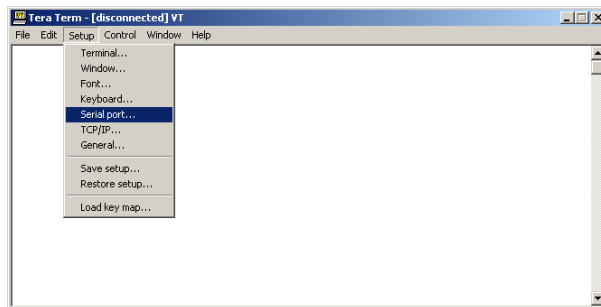 Tera Term - [disconnected] VT
File Edit Setup Control Window Help
Terminal...
Window...
Font...
Keyboard...
Serial port...
TCP/IP...
General...
Save setup...
Restore setup...
Load key map...